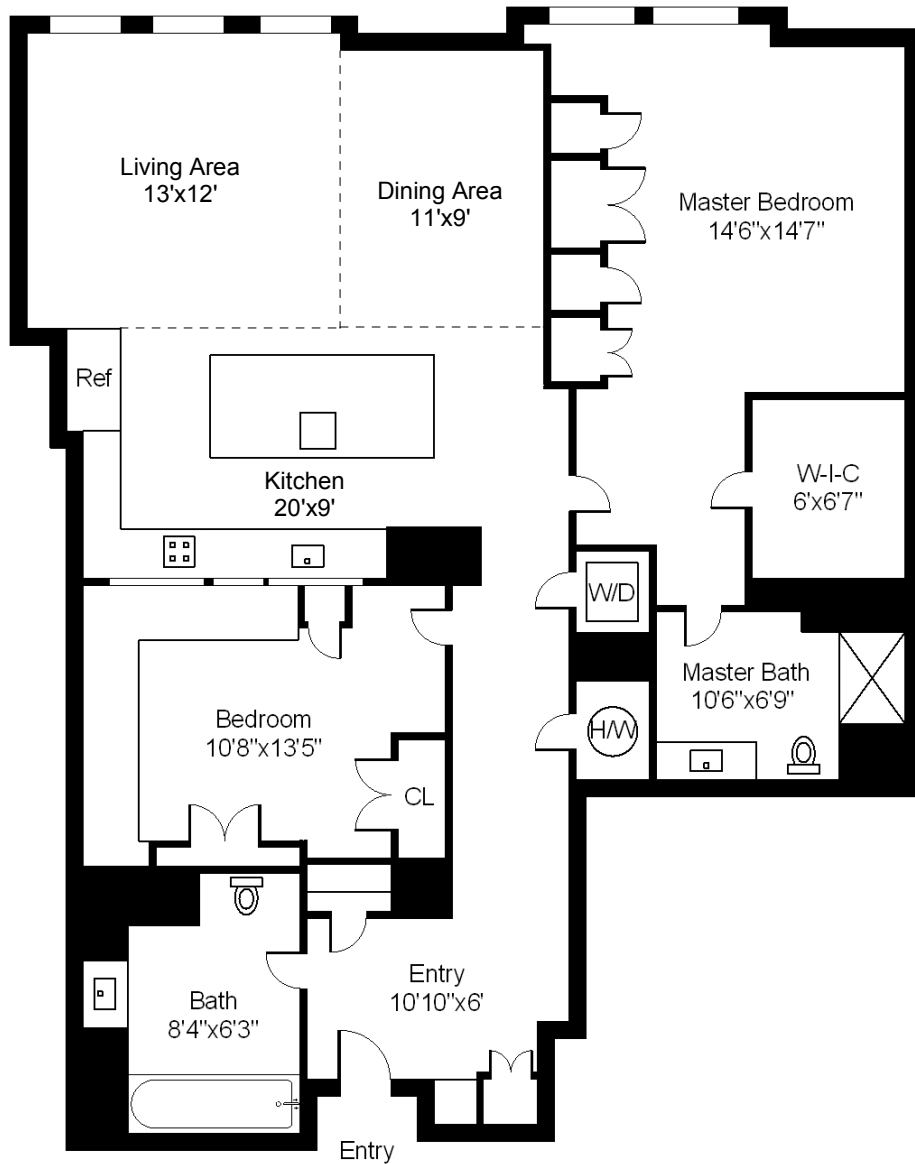 Living Area
13'x12'
Dining Area
11'x9'
Master Bedroom
14'6"x14'7"
Ref
Kitchen
20'x9'
W-I-C
6'x6'7"
W/D
Master Bath
10'6"x6'9"
Bedroom
10'8"x13'5"
H/W
CL
Entry
10'10"x6'
Bath
8'4"x6'3"
Entry